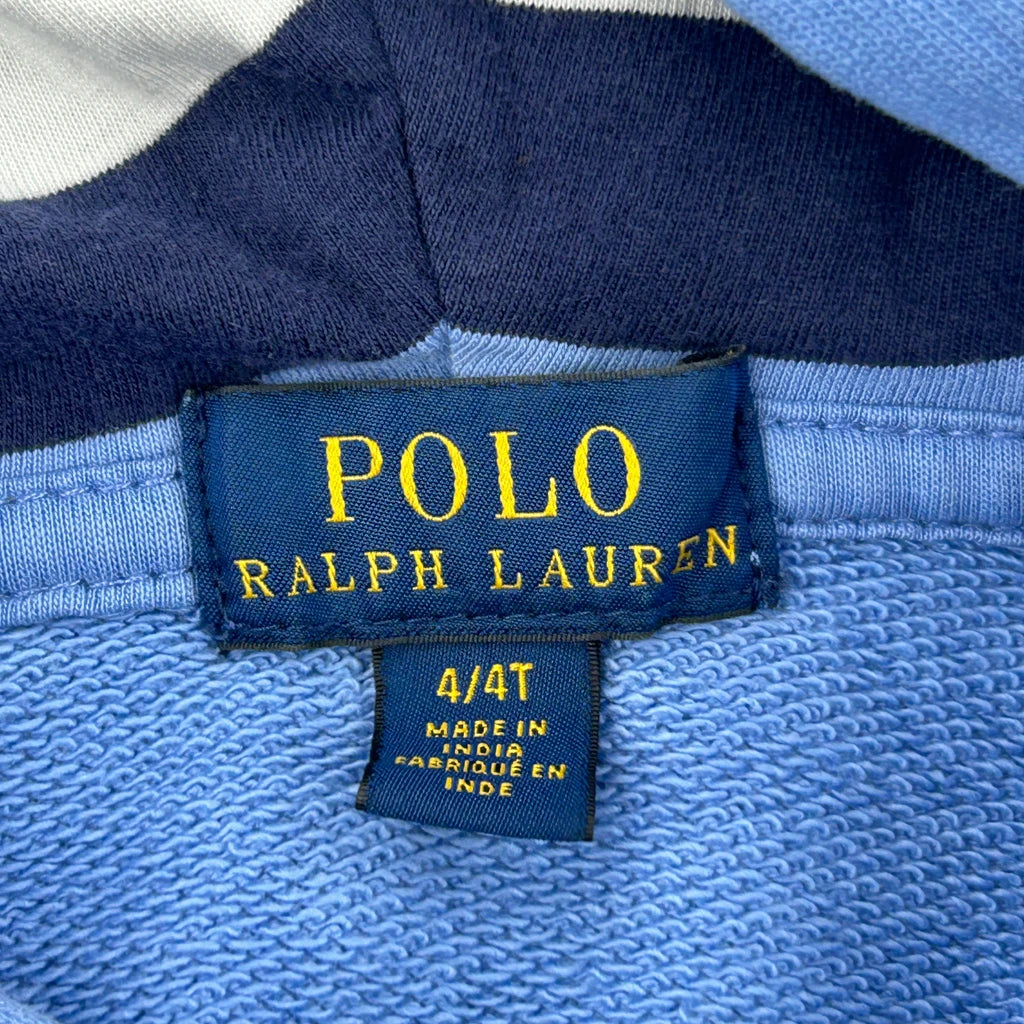 POLO
RALPH LAUREN
4/4T
MADE IN
INDIA
FABRIQUÉ EN
INDE